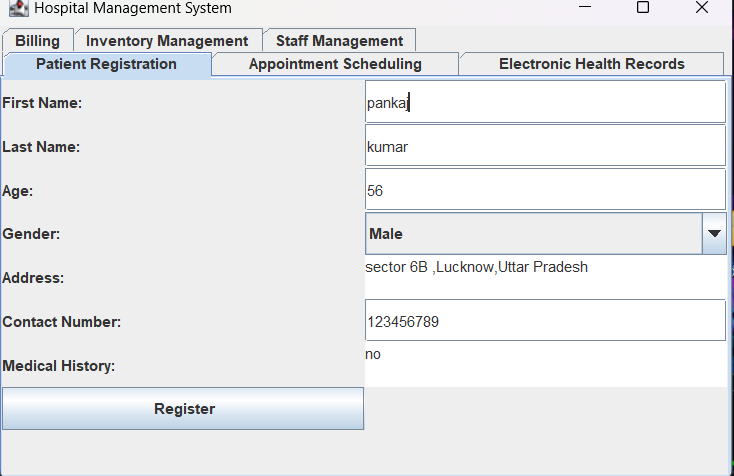 Hospital Management System
Billing Inventory Management Staff Management
Patient Registration Appointment Scheduling Electronic Health Records
First Name: pankaj
Last Name: kumar
Age: 56
Gender: Male
Address: sector 6B ,Lucknow,Uttar Pradesh
Contact Number: 123456789
Medical History: no
Register